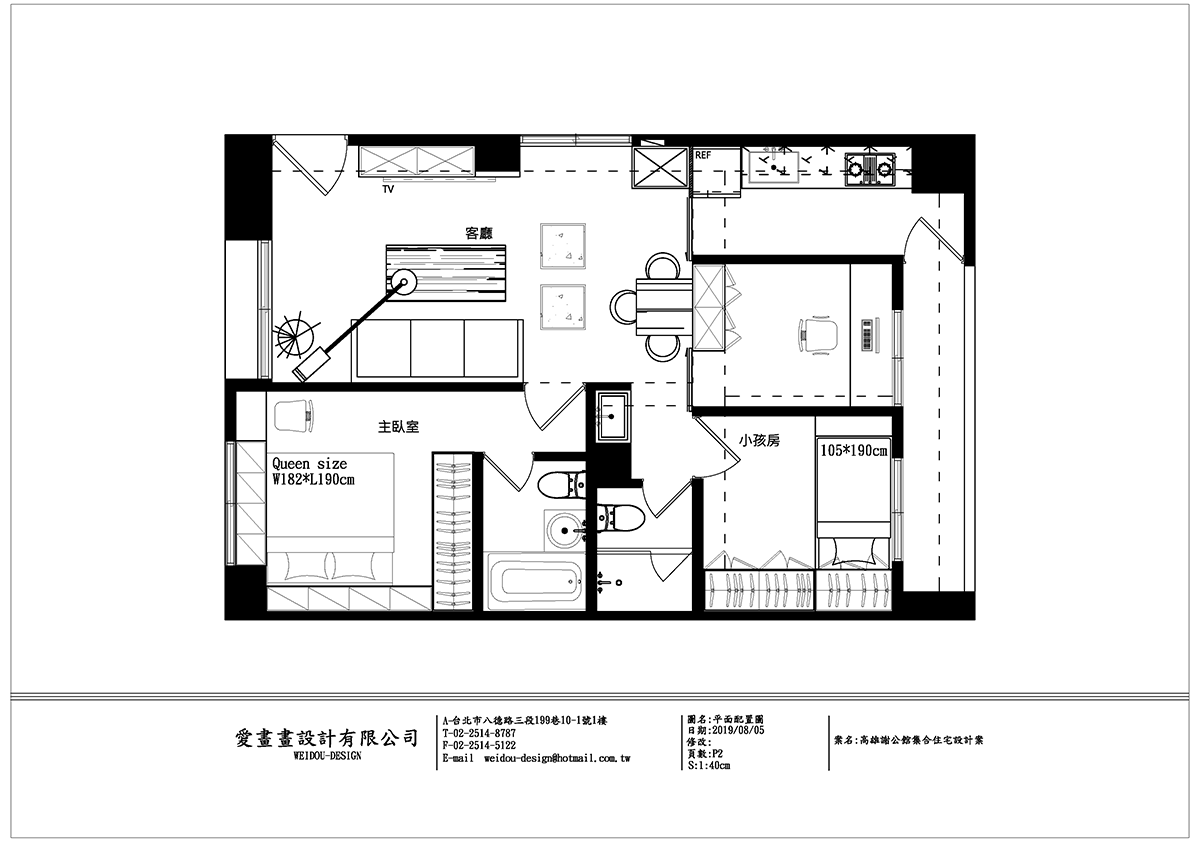 REF
TV
客廳
主臥室
小孩房
105*190cm
Queen size
W182*L190cm
愛畫畫設計有限公司
WEIDOU-DESIGN
A-台北市八德路三段199巷10-1號1樓
T-02-2514-8787
F-02-2514-5122
E-mail weidou-design@hotmail.com.tw
圖名:平面配置圖
日期:2019/08/05
修改:
頁數:P2
S:1:40cm
案名:高雄謝公館集合住宅設計案